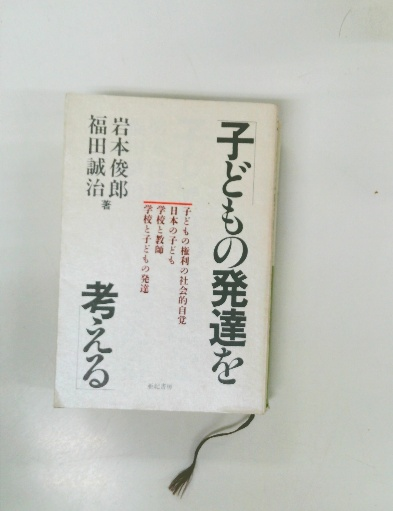 「子どもの発達を
考える」
子どもの権利の社会的自覚
日本の子ども
学校と教師
学校と子どもの発達
岩本俊郎
福田誠治
著